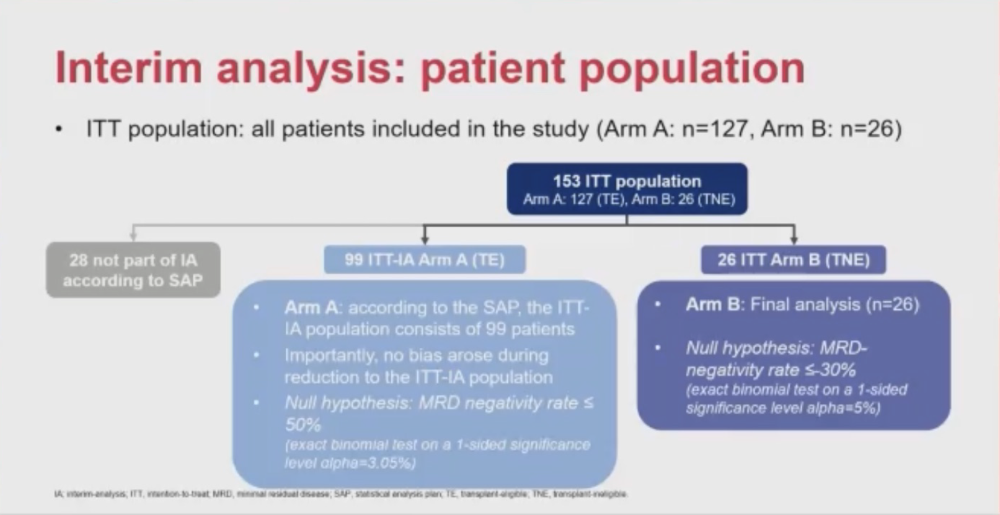 Interim analysis: patient population
• ITT population: all patients included in the study (Arm A: n=127, Arm B: n=26)
153 ITT population
Arm A: 127 (TE), Arm B: 26 (TNE)
28 not part of IA
according to SAP
99 ITT-IA Arm A (TE)
• Arm A: according to the SAP, the ITT-
IA population consists of 99 patients
• Importantly, no bias arose during
reduction to the ITT-IA population
• Null hypothesis: MRD negativity rate ≤
50%
(exact binomial test on a 1-sided significance
level alpha=3.05%)
26 ITT Arm B (TNE)
• Arm B: Final analysis (n=26)
• Null hypothesis: MRD-
negativity rate ≤-30%
(exact binomial test on a 1-sided
significance level alpha=5%)
IA; interim-analysis; ITT, intention-to-treat; MRD, minimal residual disease; SAP, statistical analysis plan; TE, transplant-eligible; TNE, transplant-ineligible.